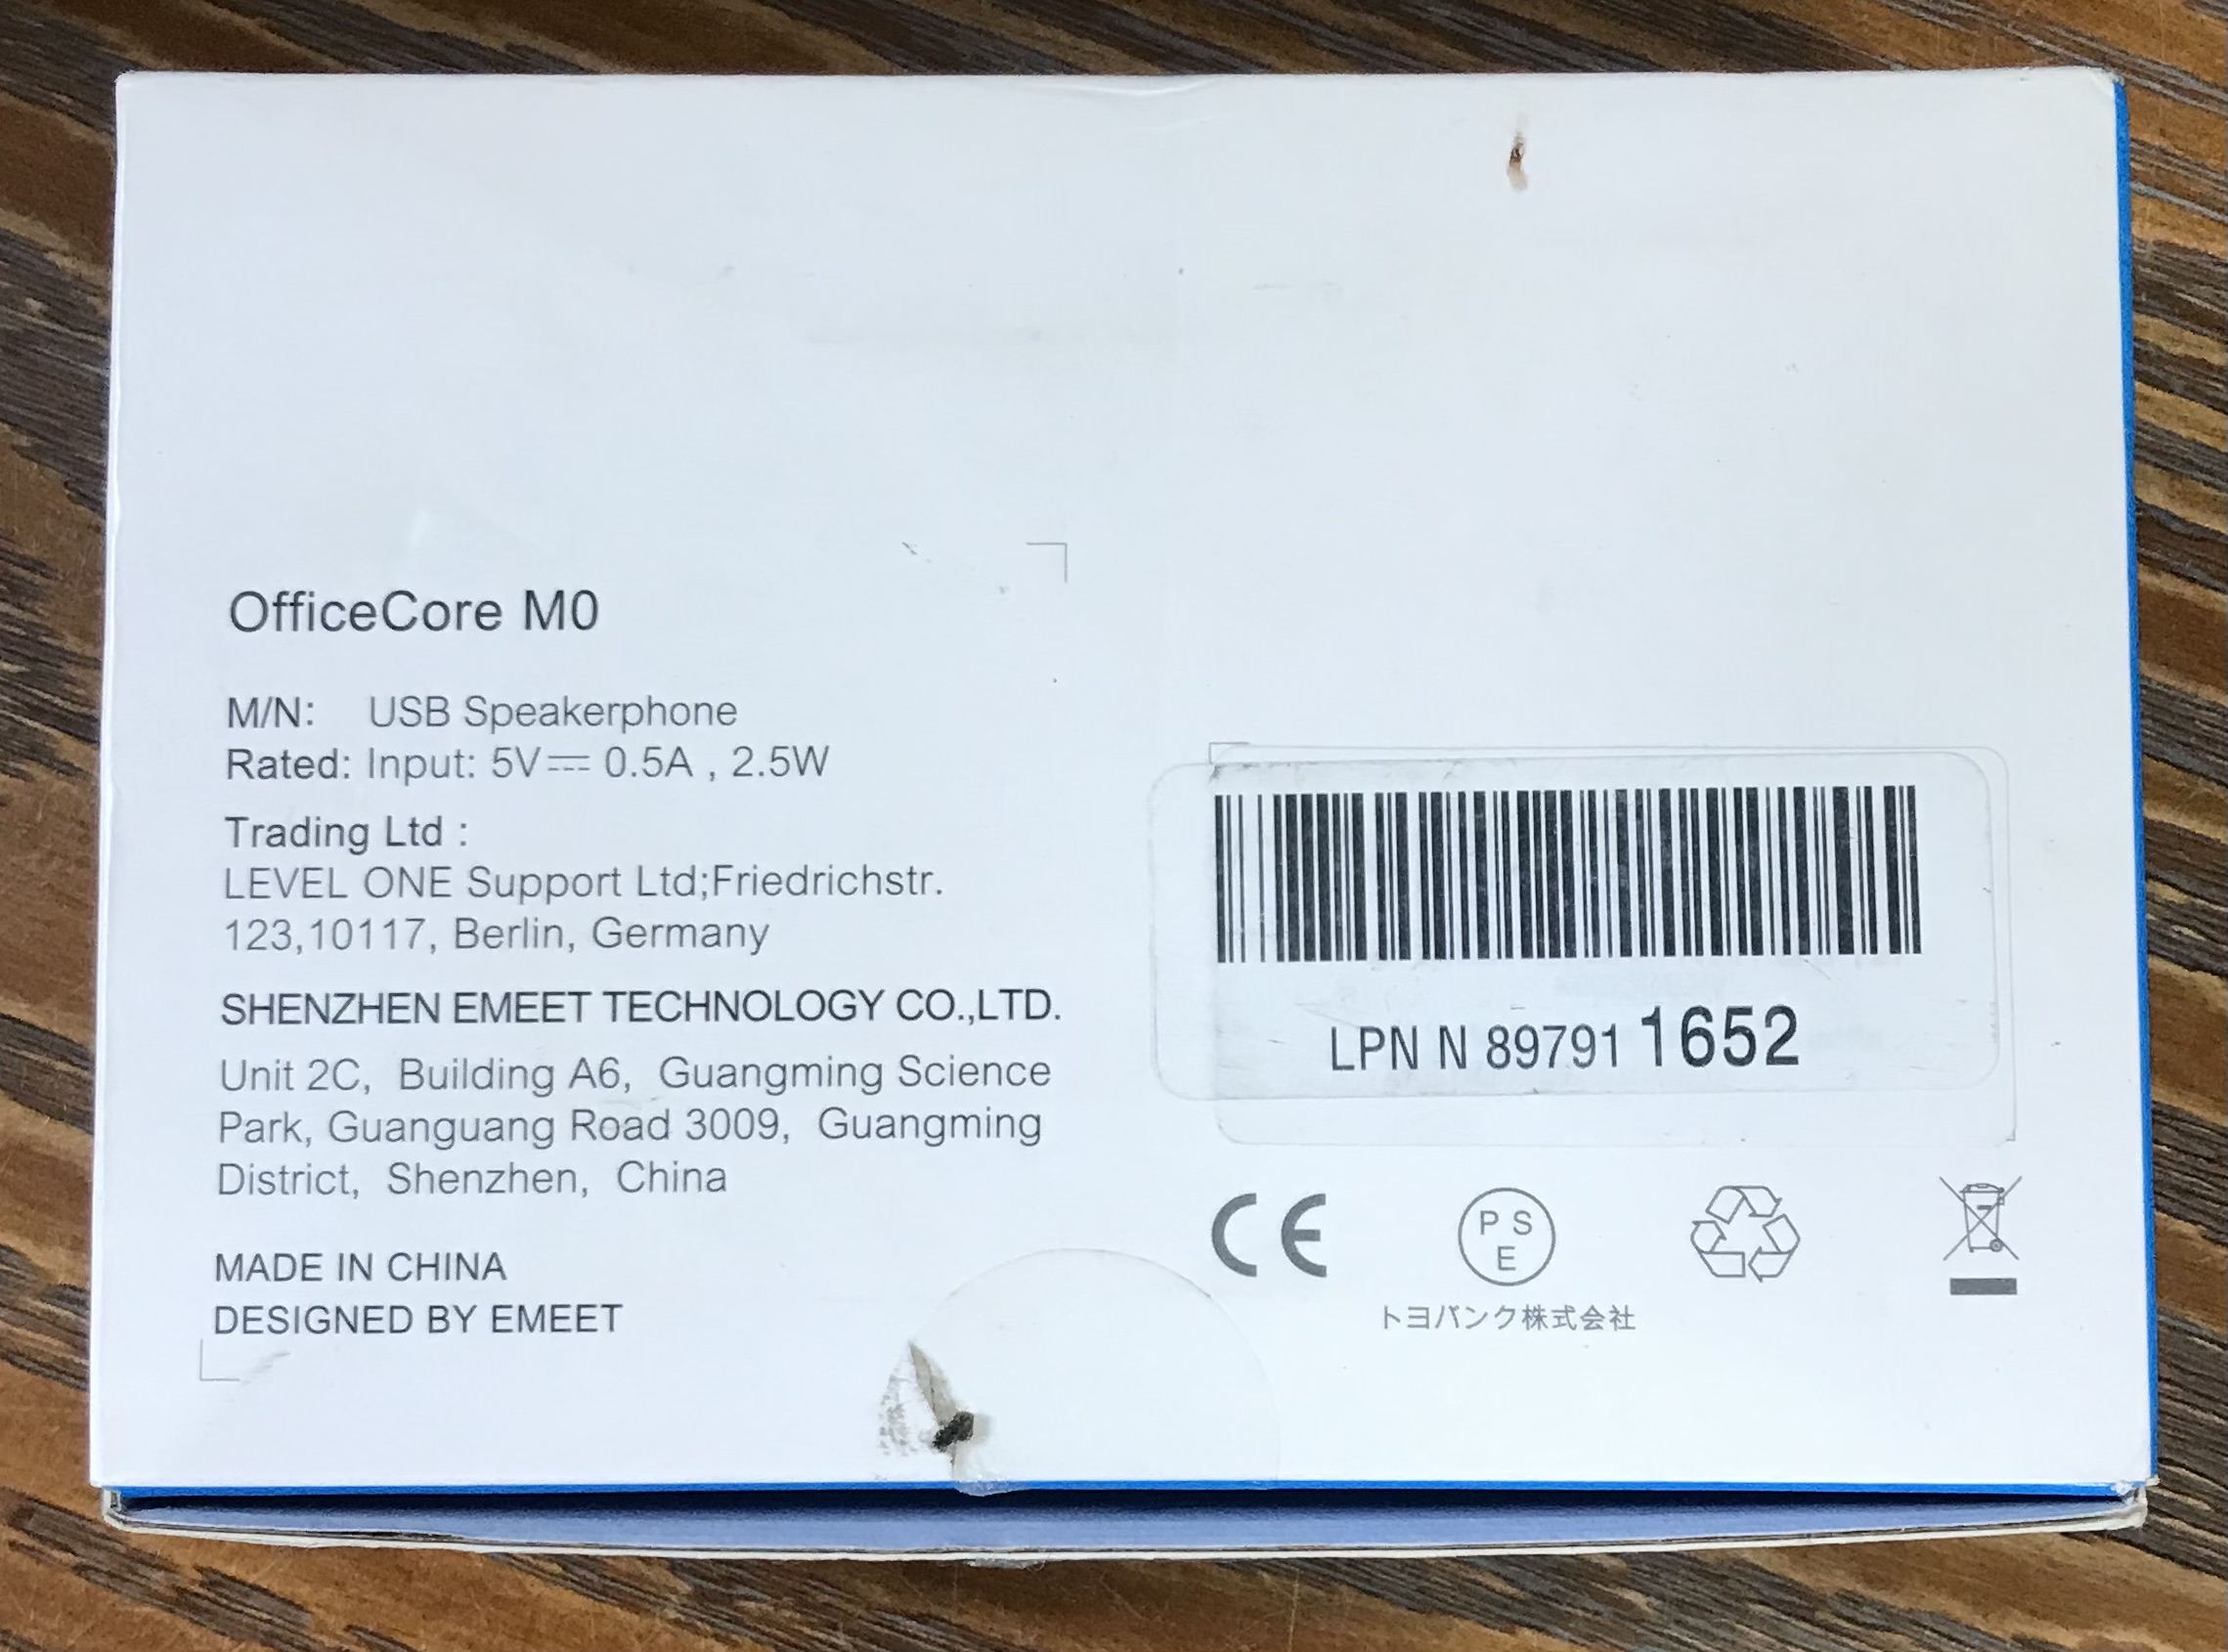 OfficeCore M0
M/N: USB Speakerphone
Rated: Input: 5V⎓ 0.5A , 2.5W
Trading Ltd :
LEVEL ONE Support Ltd;Friedrichstr.
123,10117, Berlin, Germany
SHENZHEN EMEET TECHNOLOGY CO.,LTD.
Unit 2C, Building A6, Guangming Science
Park, Guanguang Road 3009, Guangming
District, Shenzhen, China
MADE IN CHINA
DESIGNED BY EMEET
LPN N 89791 1652
CE
P S
E
トヨバンク株式会社